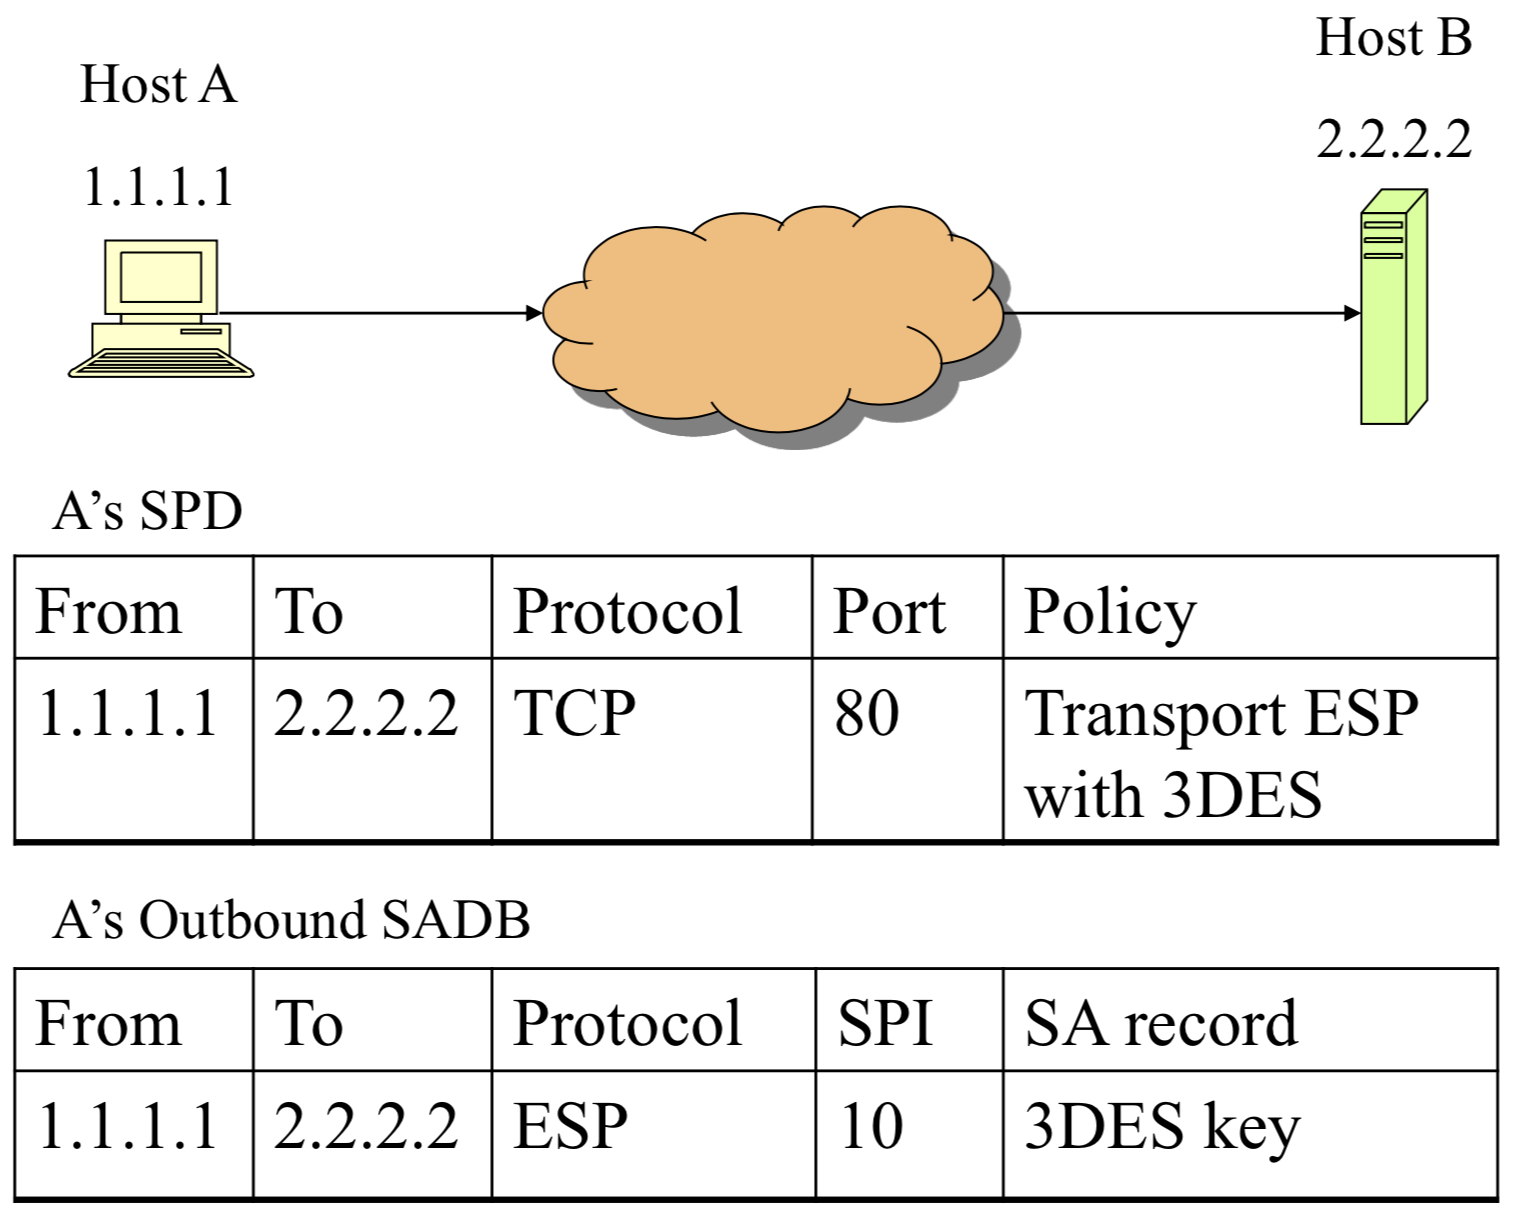 Host A
1.1.1.1
Host B
2.2.2.2
A’s SPD
From To Protocol Port Policy
1.1.1.1 2.2.2.2 TCP 80 Transport ESP
with 3DES
A’s Outbound SADB
From To Protocol SPI SA record
1.1.1.1 2.2.2.2 ESP 10 3DES key